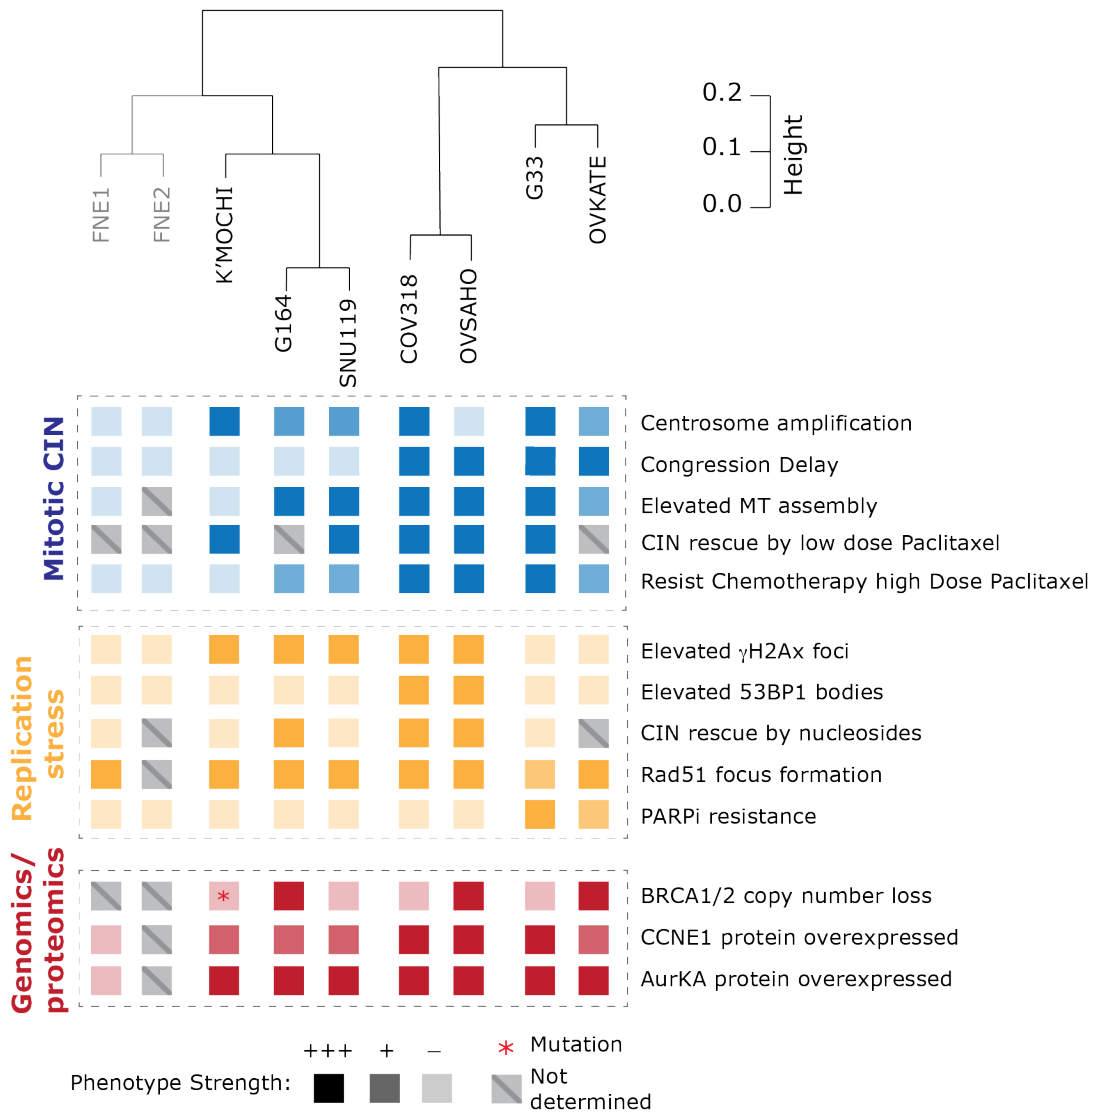 0.2
0.1
0.0
Height
FNE1
FNE2
K'MOCHI
G164
SNU119
COV318
OVSAHO
G33
OVKATE
Mitotic CIN
Centrosome amplification
Congression Delay
Elevated MT assembly
CIN rescue by low dose Paclitaxel
Resist Chemotherapy high Dose Paclitaxel
Replication
stress
Elevated γH2Ax foci
Elevated 53BP1 bodies
CIN rescue by nucleosides
Rad51 focus formation
PARPi resistance
Genomics/
proteomics
*
BRCA1/2 copy number loss
CCNE1 protein overexpressed
AurKA protein overexpressed
+++ + –
* Mutation
Phenotype Strength:
Not
determined